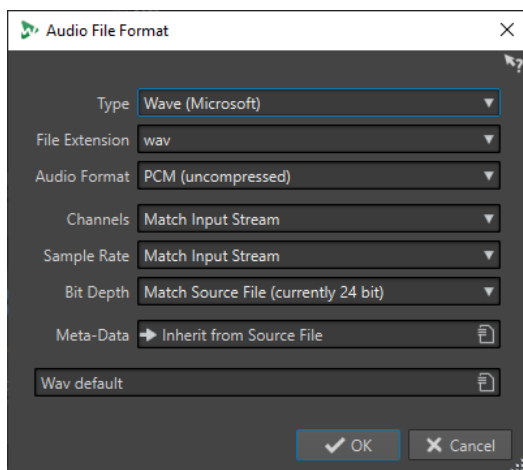 Audio File Format
Type Wave (Microsoft)
File Extension wav
Audio Format PCM (uncompressed)
Channels Match Input Stream
Sample Rate Match Input Stream
Bit Depth Match Source File (currently 24 bit)
Meta-Data Inherit from Source File
Wav default
OK Cancel